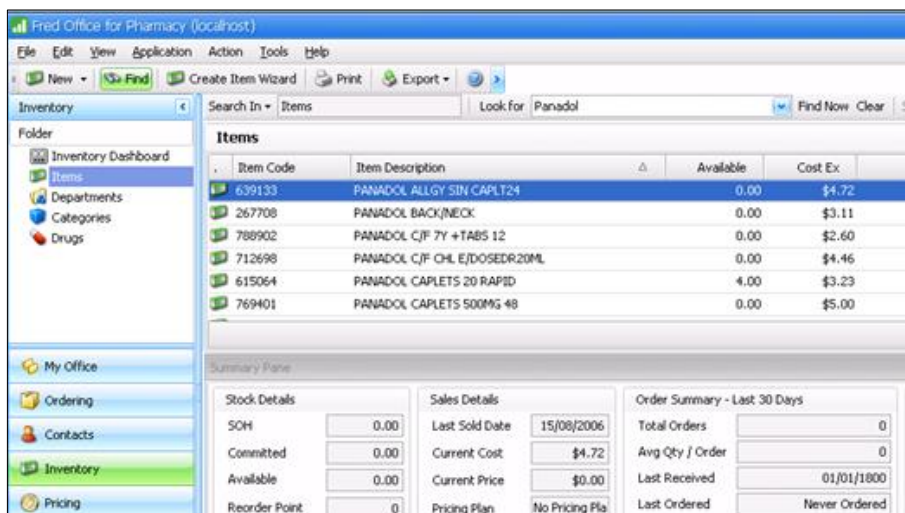 Fred Office for Pharmacy (localhost)
File Edit View Application Action Tools Help
New Find Create Item Wizard Print Export
Inventory Search In Items Look for Panadol Find Now Clear
Folder
Items
Inventory Dashboard
Items
Departments
Categories
Drugs
. Item Code Item Description Available Cost Ex
639133 PANADOL ALLGY SIN CAPLT24 0.00 $4.72
267708 PANADOL BACK/NECK 0.00 $3.11
788902 PANADOL C/F 7Y +TABS 12 0.00 $2.60
712698 PANADOL C/F CHL E/DOSEDR20ML 0.00 $4.46
615064 PANADOL CAPLETS 20 RAPID 4.00 $3.23
769401 PANADOL CAPLETS 500MG 48 0.00 $5.00
My Office
Ordering
Contacts
Inventory
Pricing
Summary Pane
Stock Details
SOH 0.00
Committed 0.00
Available 0.00
Reorder Point 0
Sales Details
Last Sold Date 15/08/2006
Current Cost $4.72
Current Price $0.00
Pricing Plan No Pricing Pla
Order Summary - Last 30 Days
Total Orders 0
Avg Qty / Order 0
Last Received 01/01/1800
Last Ordered Never Ordered